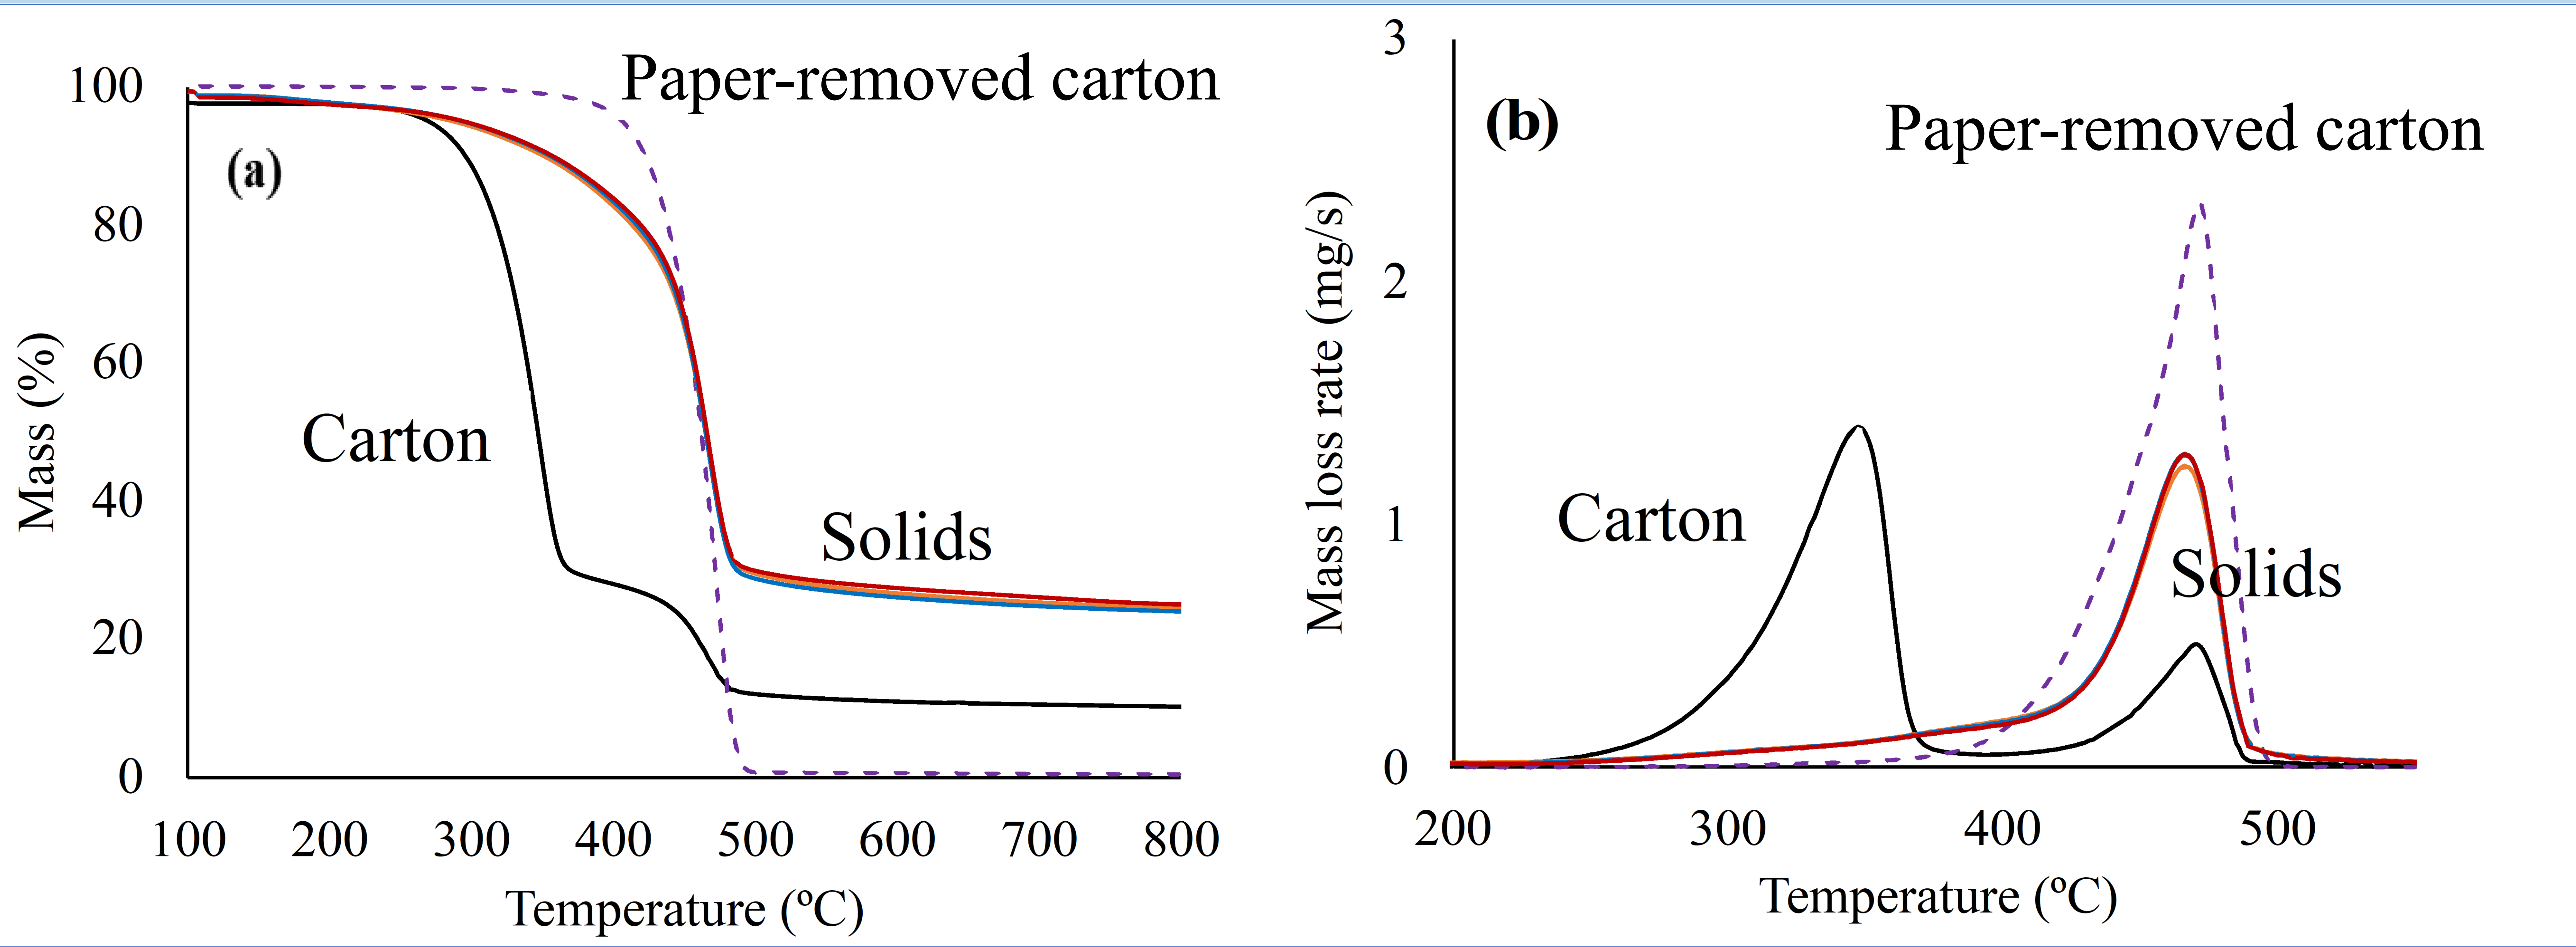 100
80
60
40
20
0
Mass (%)
(a)
Paper-removed carton
Carton
Solids
100 200 300 400 500 600 700 800
Temperature (ºC)
3
2
1
0
Mass loss rate (mg/s)
(b)
Paper-removed carton
Carton
Solids
200 300 400 500
Temperature (ºC)